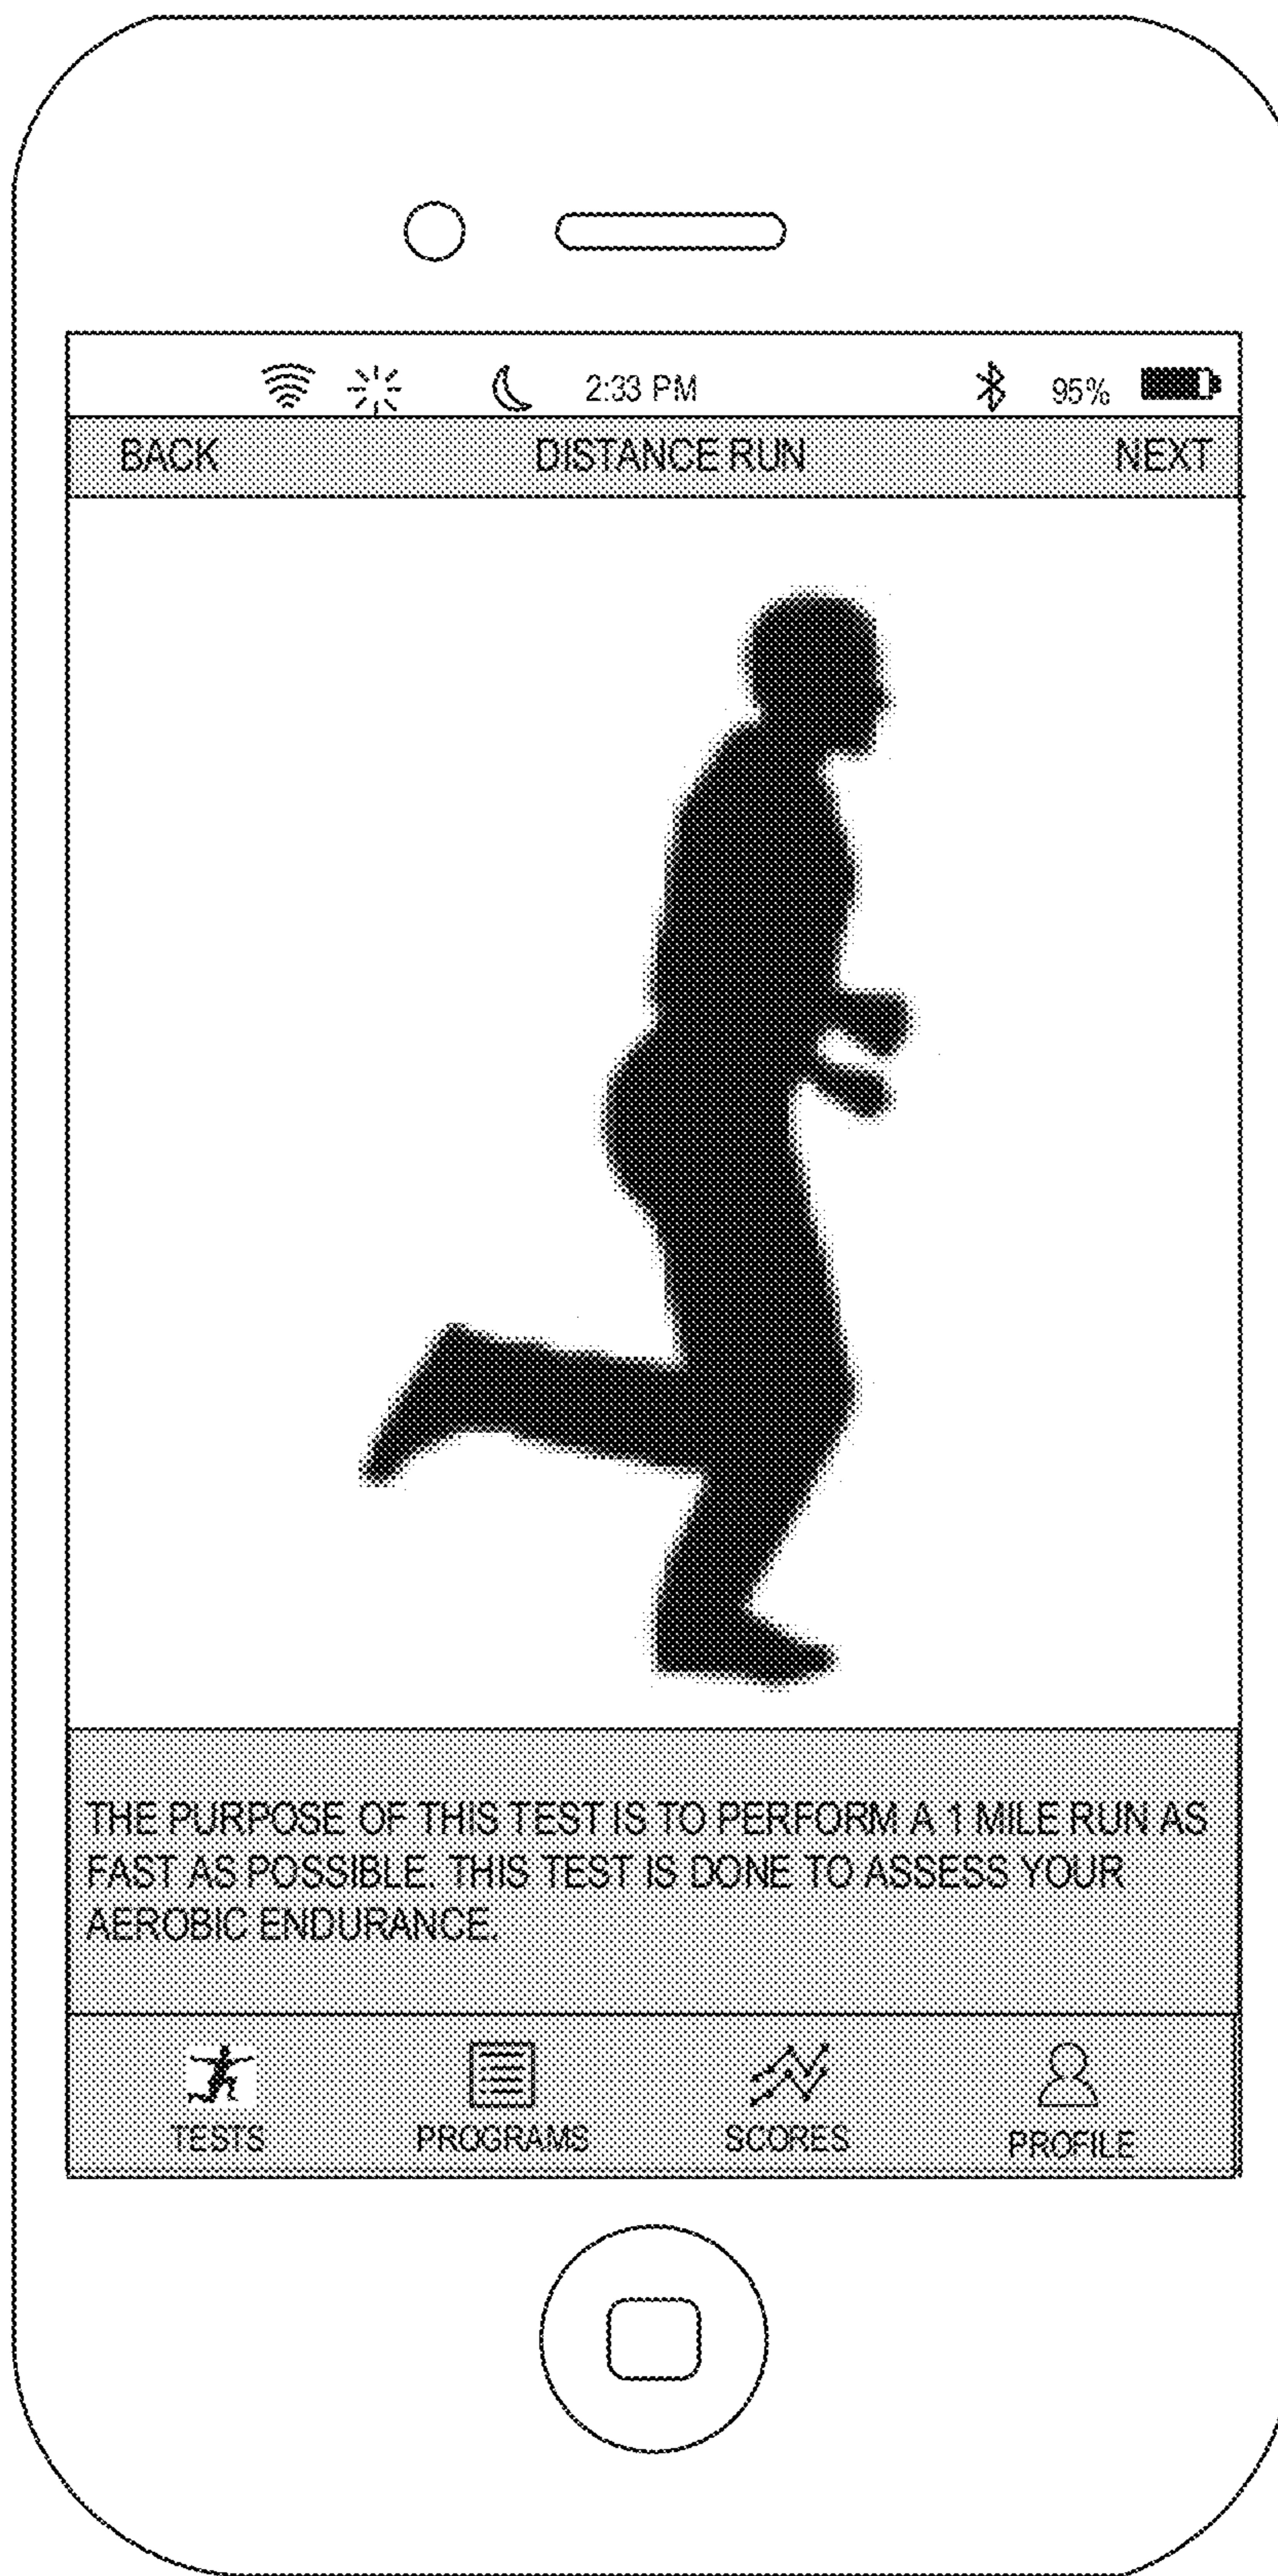 2:33 PM 95%
BACK DISTANCE RUN NEXT
THE PURPOSE OF THIS TEST IS TO PERFORM A 1 MILE RUN AS
FAST AS POSSIBLE. THIS TEST IS DONE TO ASSESS YOUR
AEROBIC ENDURANCE.
TESTS PROGRAMS SCORES PROFILE